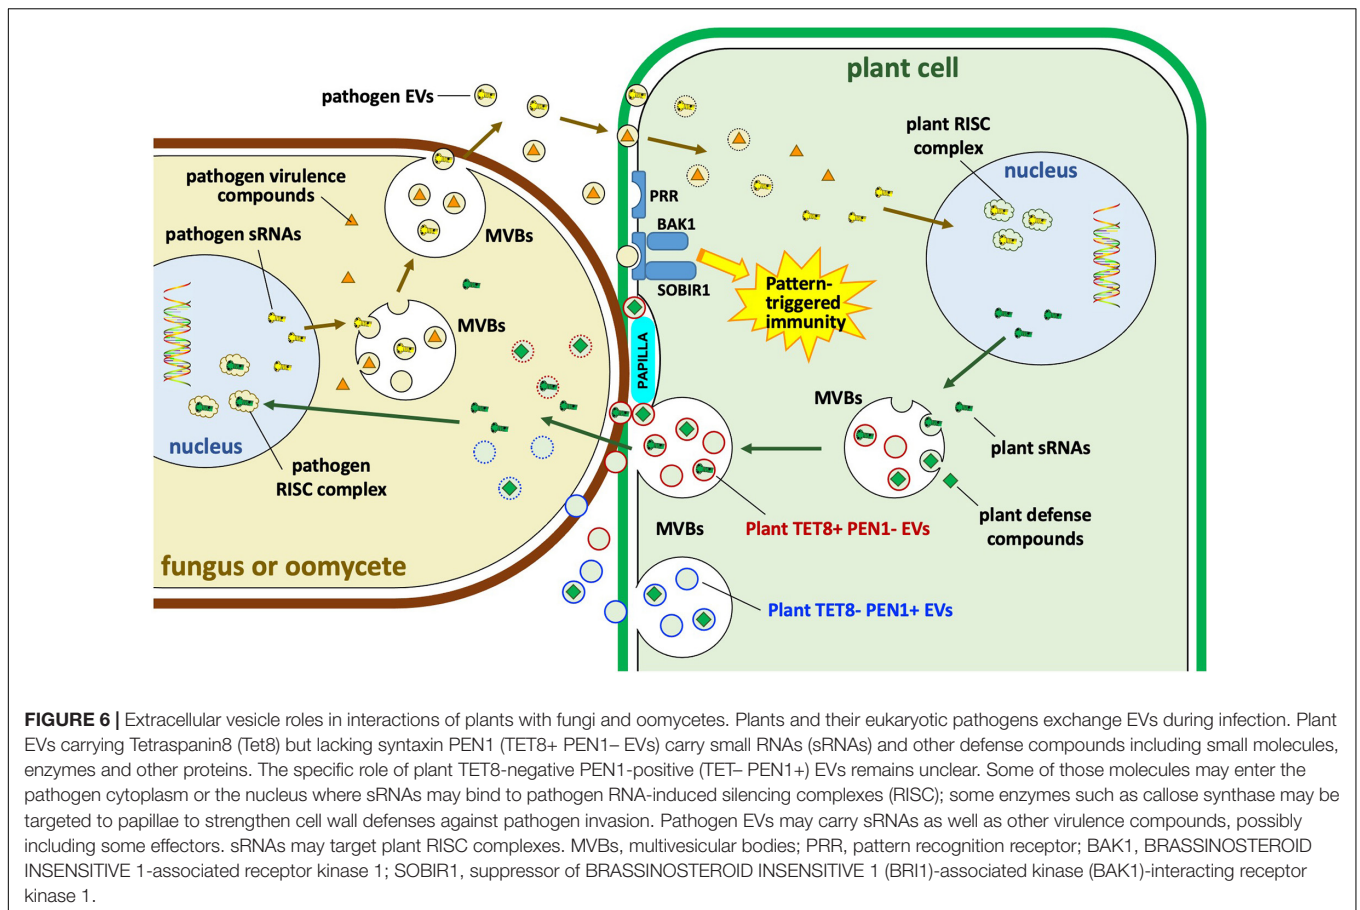 plant cell
pathogen EVs
plant RISC
complex
nucleus
pathogen virulence
compounds
PRR
BAK1
pathogen sRNAs
MVBs
SOBIR1
Pattern-
triggered
immunity
MVBs
PAPILLA
MVBs
nucleus
plant sRNAs
pathogen
RISC complex
plant defense
compounds
MVBs
Plant TET8+ PEN1- EVs
fungus or oomycete
Plant TET8- PEN1+ EVs
FIGURE 6 | Extracellular vesicle roles in interactions of plants with fungi and oomycetes. Plants and their eukaryotic pathogens exchange EVs during infection. Plant
EVs carrying Tetraspanin8 (Tet8) but lacking syntaxin PEN1 (TET8+ PEN1– EVs) carry small RNAs (sRNAs) and other defense compounds including small molecules,
enzymes and other proteins. The specific role of plant TET8-negative PEN1-positive (TET– PEN1+) EVs remains unclear. Some of those molecules may enter the
pathogen cytoplasm or the nucleus where sRNAs may bind to pathogen RNA-induced silencing complexes (RISC); some enzymes such as callose synthase may be
targeted to papillae to strengthen cell wall defenses against pathogen invasion. Pathogen EVs may carry sRNAs as well as other virulence compounds, possibly
including some effectors. sRNAs may target plant RISC complexes. MVBs, multivesicular bodies; PRR, pattern recognition receptor; BAK1, BRASSINOSTEROID
INSENSITIVE 1-associated receptor kinase 1; SOBIR1, suppressor of BRASSINOSTEROID INSENSITIVE 1 (BRI1)-associated kinase (BAK1)-interacting receptor
kinase 1.